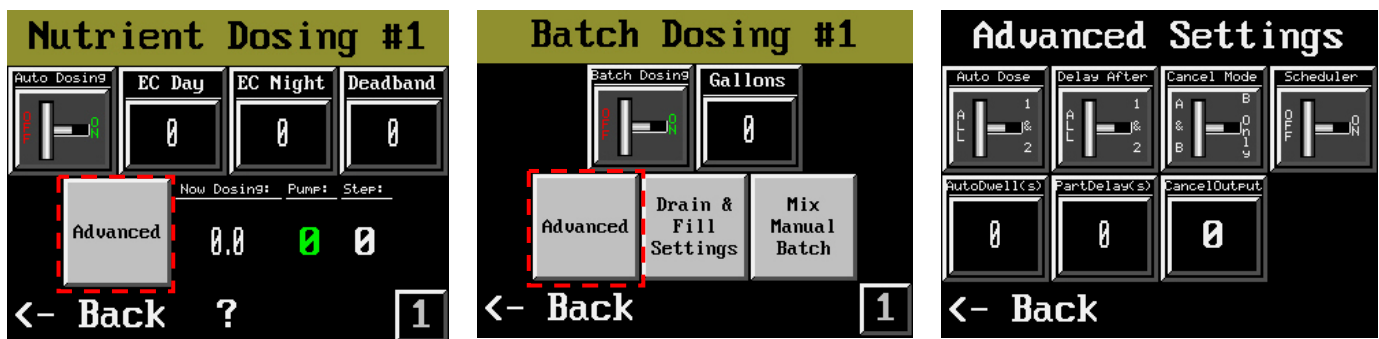 Nutrient Dosing #1
Auto Dosing EC Day EC Night Deadband
OFF ON 0 0 0
Advanced
Now Dosing: Pump: Step:
0.0 0 0
<- Back ? 1
Batch Dosing #1
Batch Dosing Gallons
OFF ON 0
Advanced
Drain &
Fill
Settings
Mix
Manual
Batch
<- Back 1
Advanced Settings
Auto Dose Delay After Cancel Mode Scheduler
ALL 1 & 2 ALL 1 & 2 A & B B Only OFF ON
AutoDwell(s) PartDelay(s) CancelOutput
0 0 0
<- Back